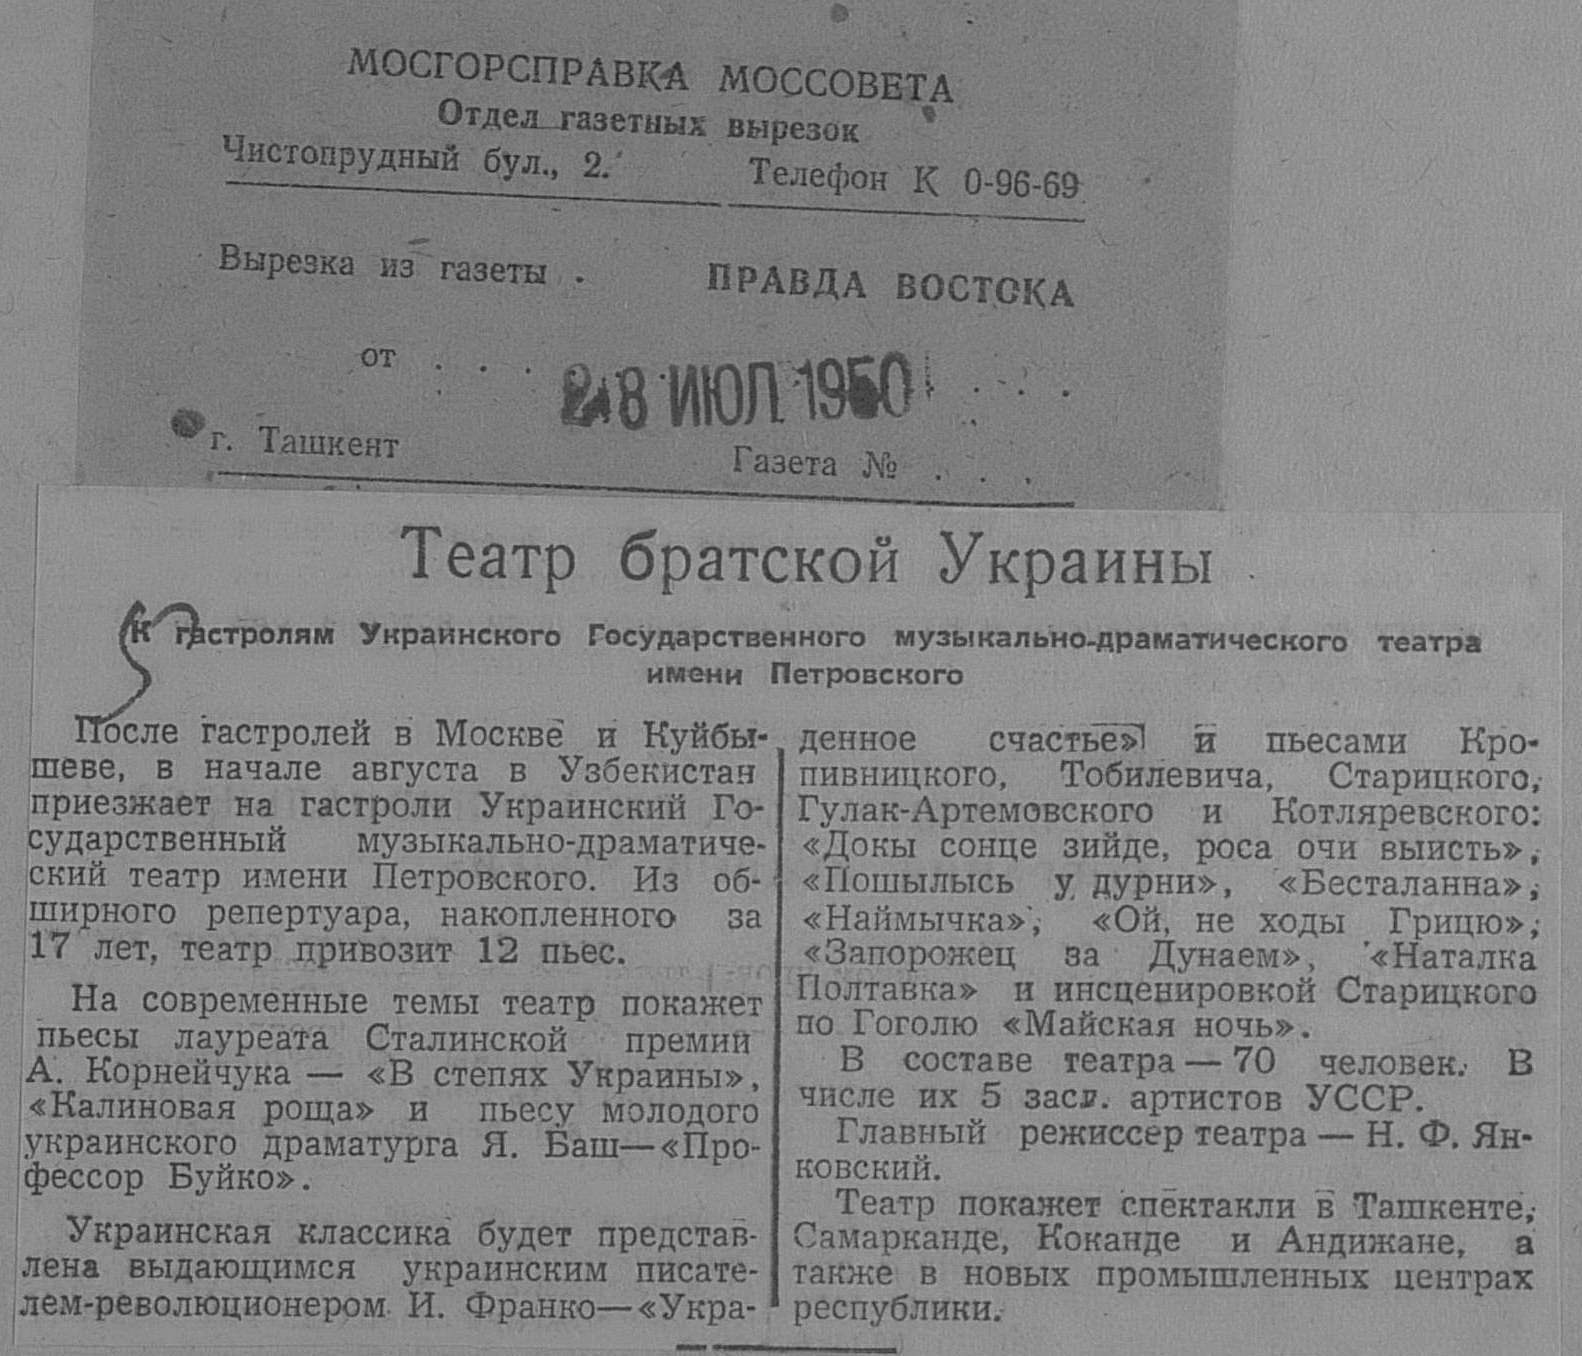 МОСГОРСПРАВКА МОССОВЕТА
Отдел газетных вырезок
Чистопрудный бул., 2. Телефон К 0-96-69
Вырезка из газеты . ПРАВДА ВОСТОКА
от . . . 28 ИЮЛ 1950 . . .
г. Ташкент Газета № . . .
Театр братской Украины
К гастролям Украинского Государственного музыкально-драматического театра
имени Петровского
После гастролей в Москве и Куйбы-
шеве, в начале августа в Узбекистан
приезжает на гастроли Украинский Го-
сударственный музыкально-драматиче-
ский театр имени Петровского. Из об-
ширного репертуара, накопленного за
17 лет, театр привозит 12 пьес.
На современные темы театр покажет
пьесы лауреата Сталинской премии
А. Корнейчука — «В степях Украины»,
«Калиновая роща» и пьесу молодого
украинского драматурга Я. Баш—«Про-
фессор Буйко».
Украинская классика будет представ-
лена выдающимся украинским писате-
лем-революционером И. Франко—«Укра-
денное счастье» и пьесами Кро-
пивницкого, Тобилевича, Старицкого,
Гулак-Артемовского и Котляревского:
«Докы сонце зийде, роса очи выисть»,
«Пошылысь у дурни», «Бесталанна»,
«Наймычка», «Ой, не ходы Грицю»,
«Запорожец за Дунаем», «Наталка
Полтавка» и инсценировкой Старицкого
по Гоголю «Майская ночь».
В составе театра — 70 человек. В
числе их 5 засл. артистов УССР.
Главный режиссер театра — Н. Ф. Ян-
ковский.
Театр покажет спектакли в Ташкенте,
Самарканде, Коканде и Андижане, а
также в новых промышленных центрах
республики.